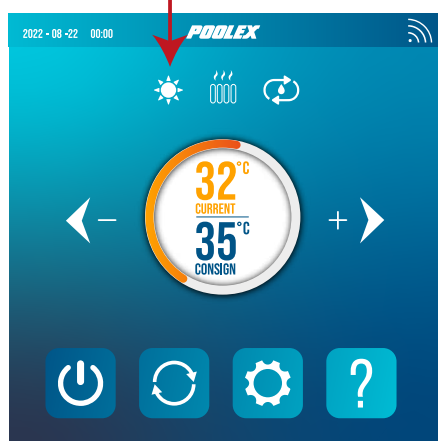 2022 - 08 -22 00:00
POOLEX
32°C
CURRENT
35°C
CONSIGN
- +
?